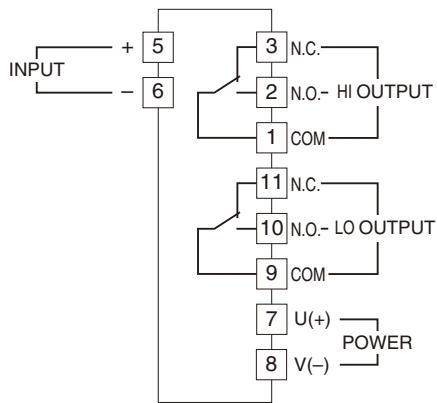 + 5
INPUT
– 6
3 N.C.
2 N.O. HI OUTPUT
1 COM
11 N.C.
10 N.O. LO OUTPUT
9 COM
7 U(+)
POWER
8 V(–)